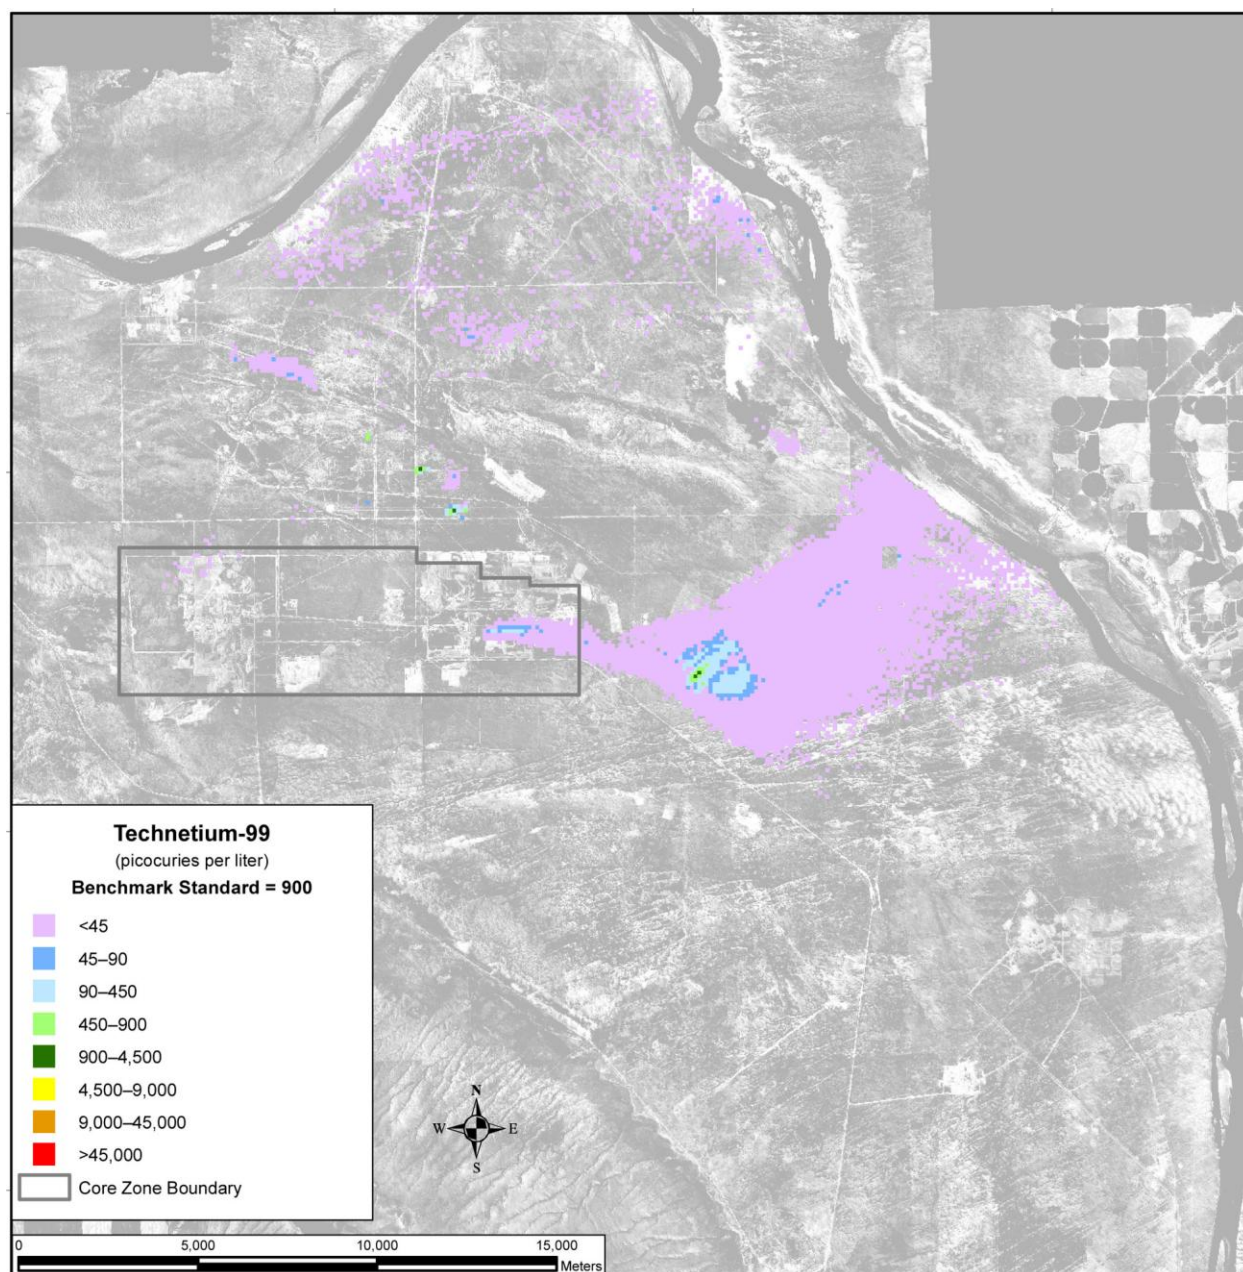 Technetium-99
(picocuries per liter)
Benchmark Standard = 900
<45
45–90
90–450
450–900
900–4,500
4,500–9,000
9,000–45,000
>45,000
Core Zone Boundary
N
W E
S
0 5,000 10,000 15,000
Meters